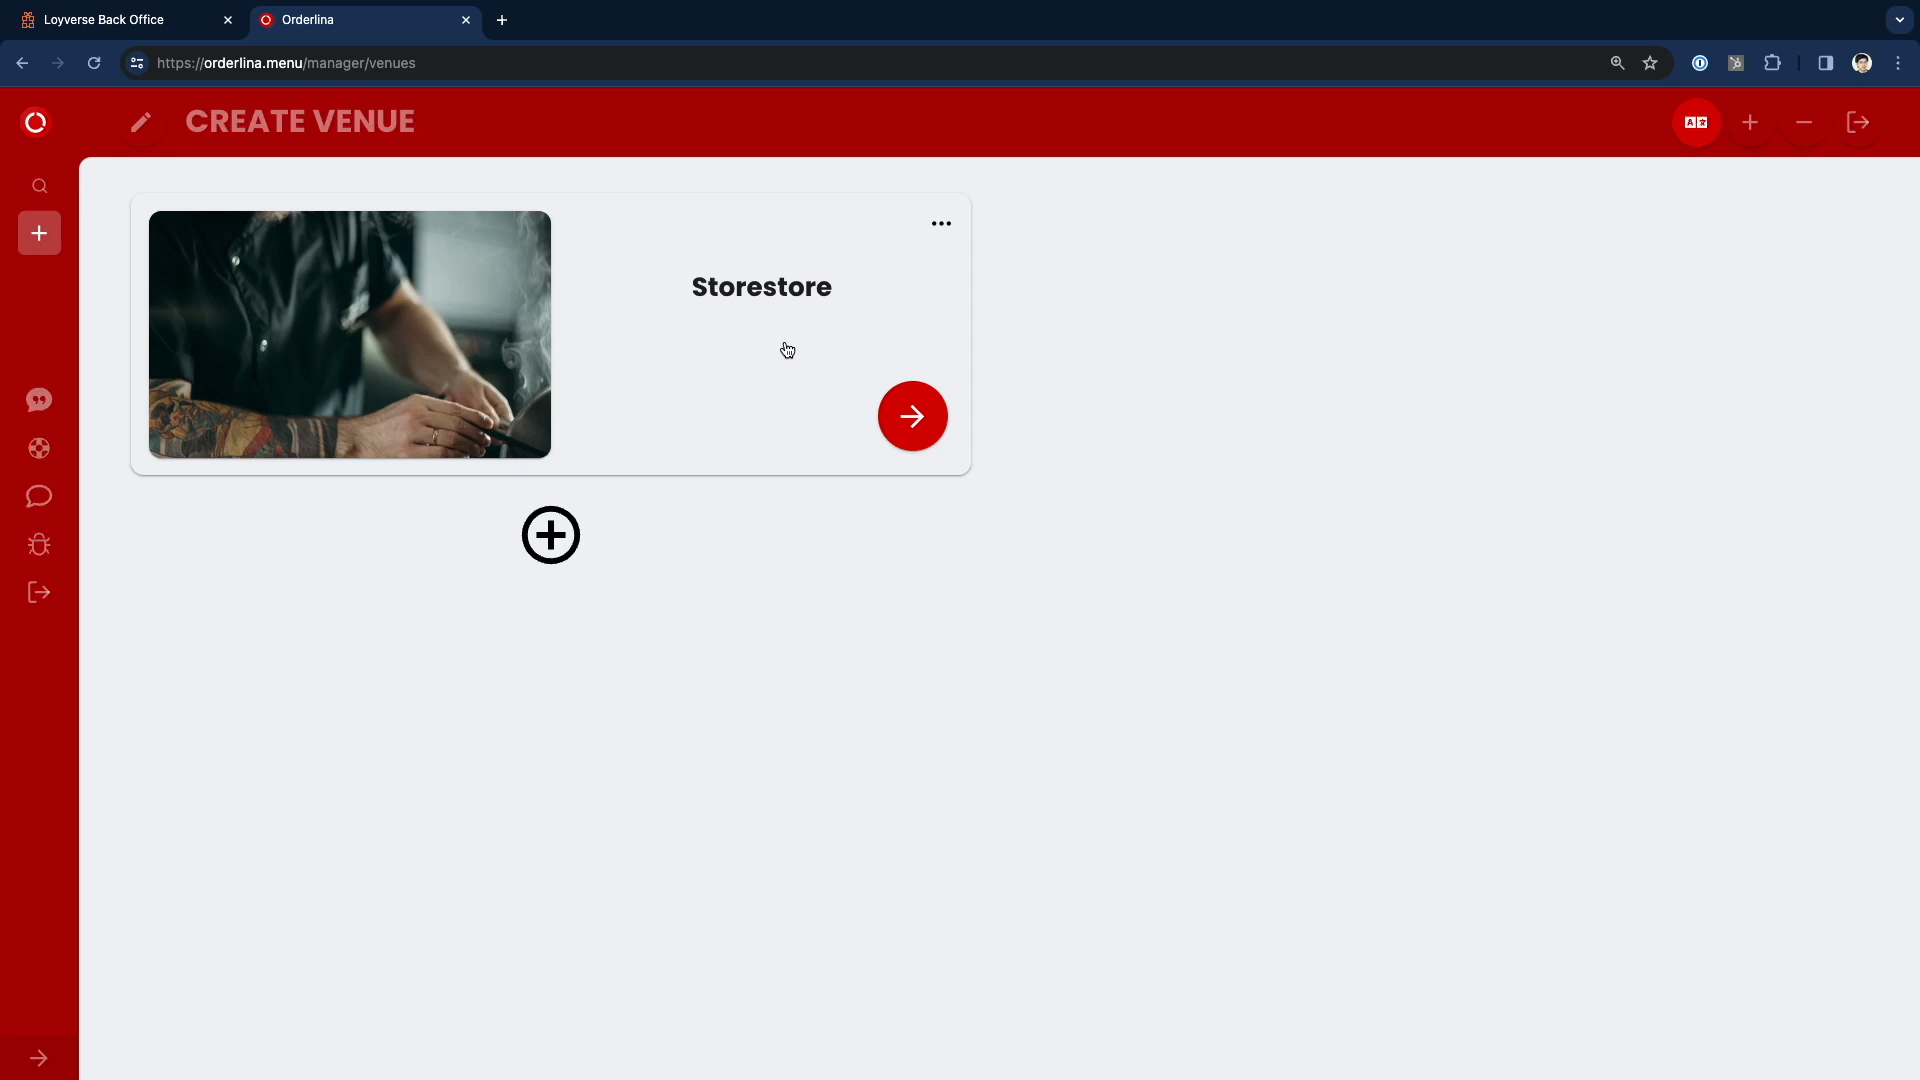 Loyverse Back Office
Orderlina
https://orderlina.menu/manager/venues
CREATE VENUE
Storestore